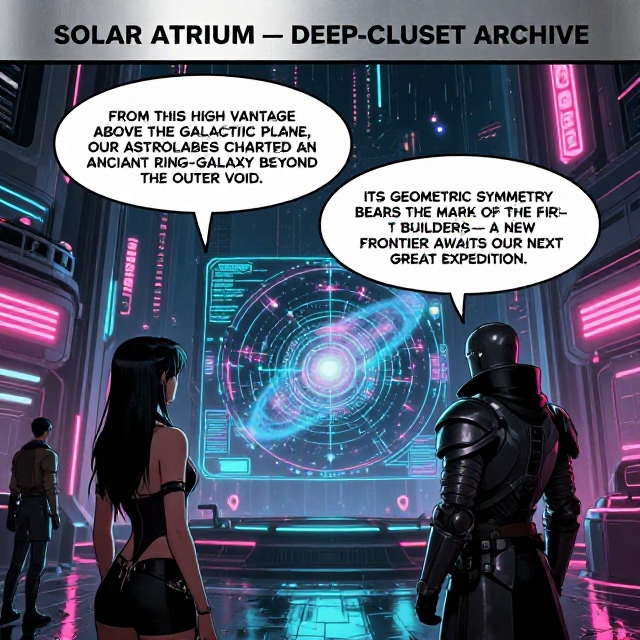 SOLAR ATRIUM — DEEP-CLUSET ARCHIVE
FROM THIS HIGH VANTAGE
ABOVE THE GALACTIIC PLANE,
OUR ASTROLABES CHARTED AN
ANCIANT RING-GALAXY BEYOND
THE OUTER VOID.
ITS GEOMETRIC SYMMETRY
BEARS THE MARK OF THE FIR-
T BUILDERS— A NEW
FRONTIER AWAITS OUR NEXT
GREAT EXPEDITION.